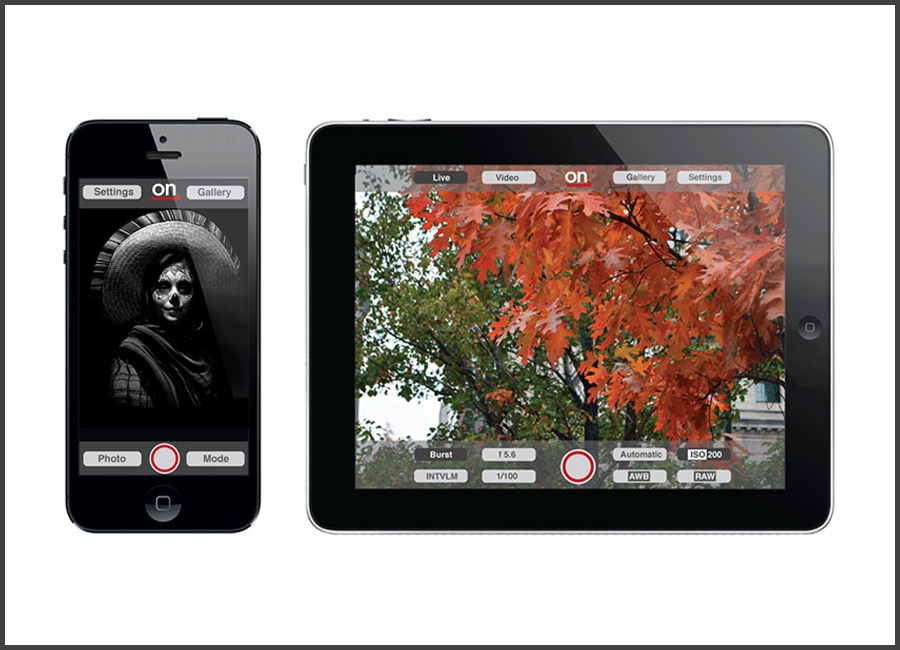 Settings on Gallery
Photo Mode
Live Video on Gallery Settings
Burst f 5.6 Automatic ISO 200
INTVLM 1/100 AWB RAW